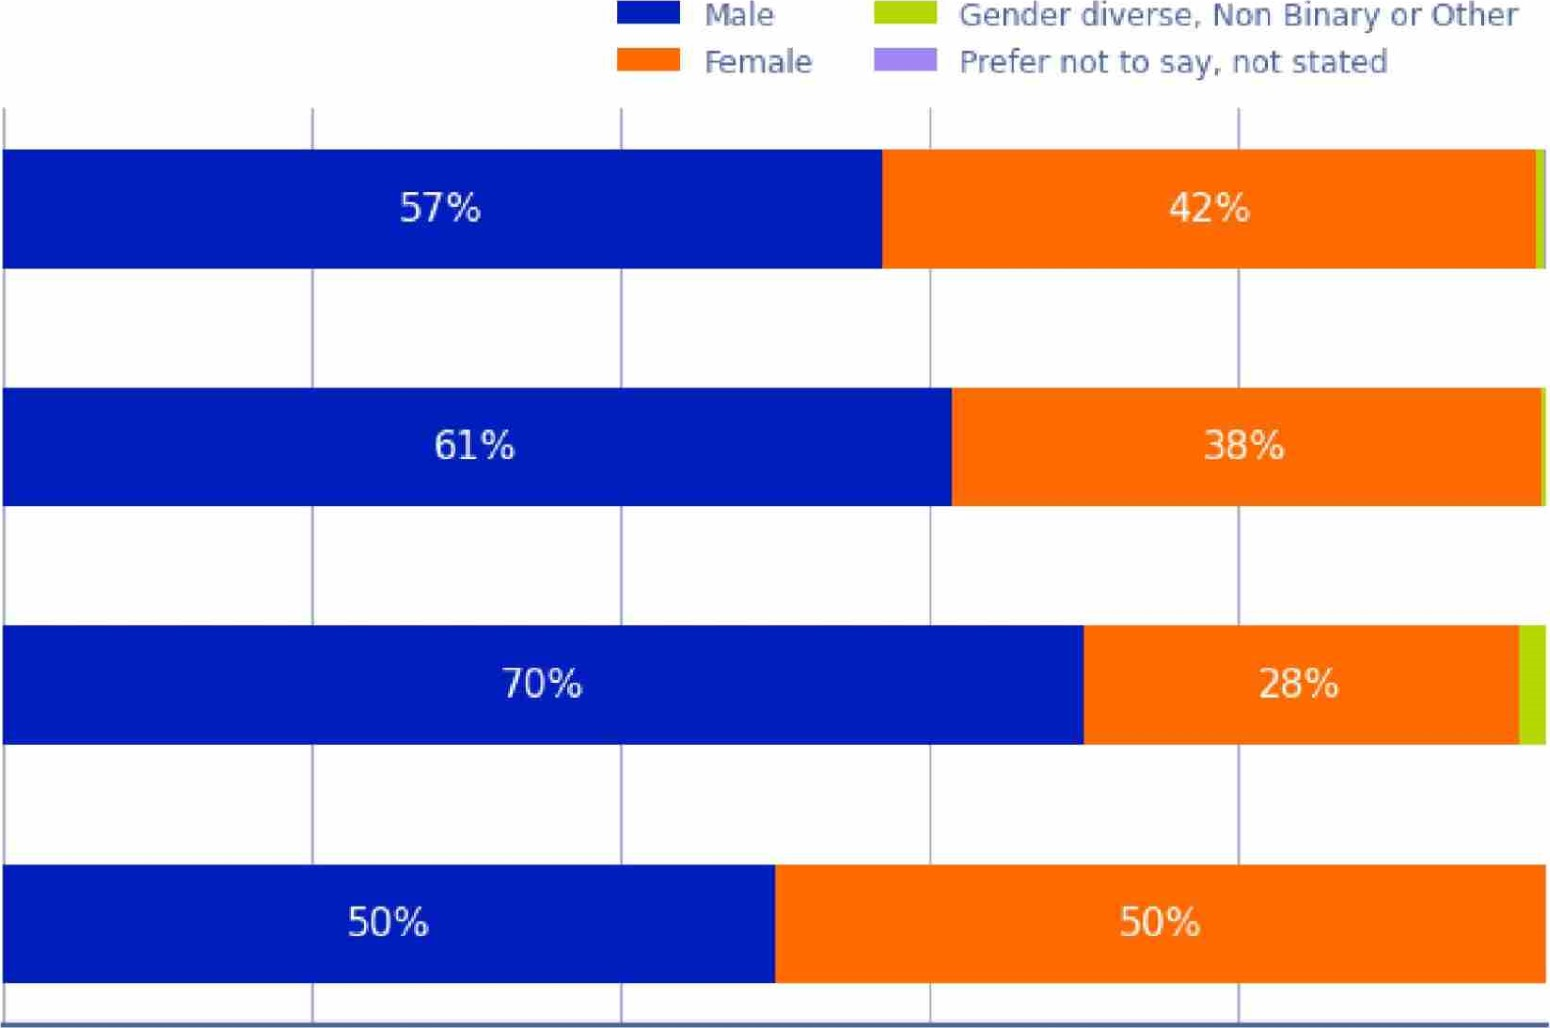 Male
Gender diverse, Non Binary or Other
Female
Prefer not to say, not stated
57%
42%
61%
38%
70%
28%
50%
50%